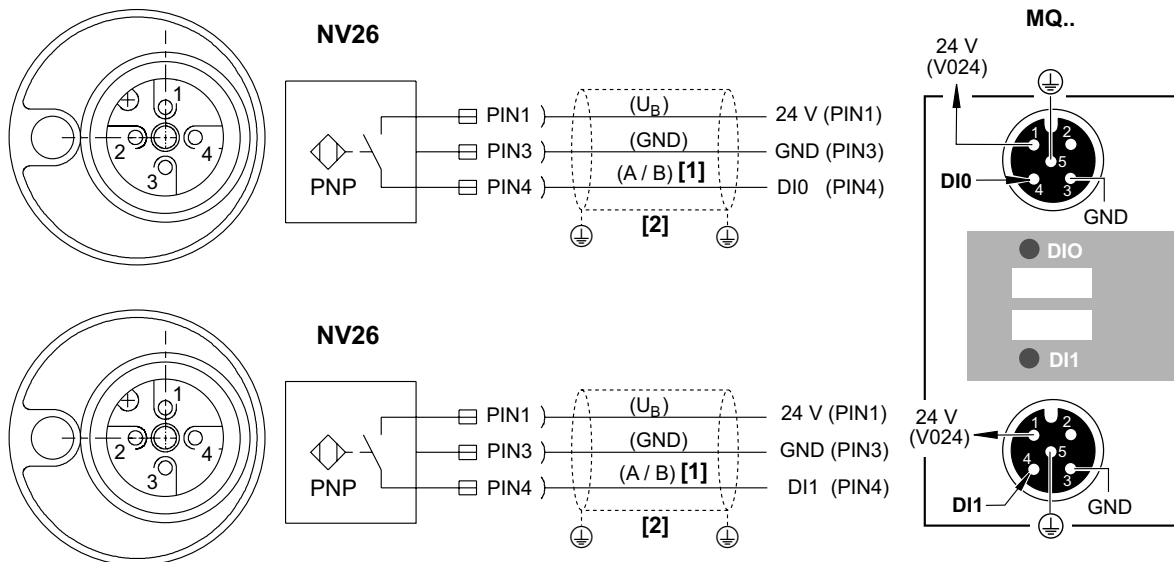 NV26
1
2
4
3
PNP
PIN1
(UB)
24 V (PIN1)
PIN3
(GND)
GND (PIN3)
PIN4
(A / B) [1]
DI0 (PIN4)
[2]
NV26
1
2
4
3
PNP
PIN1
(UB)
24 V (PIN1)
PIN3
(GND)
GND (PIN3)
PIN4
(A / B) [1]
DI1 (PIN4)
[2]
MQ..
24 V
(V024)
1
2
5
4
3
DI0
GND
DIO
DI1
24 V
(V024)
1
2
5
4
3
DI1
GND